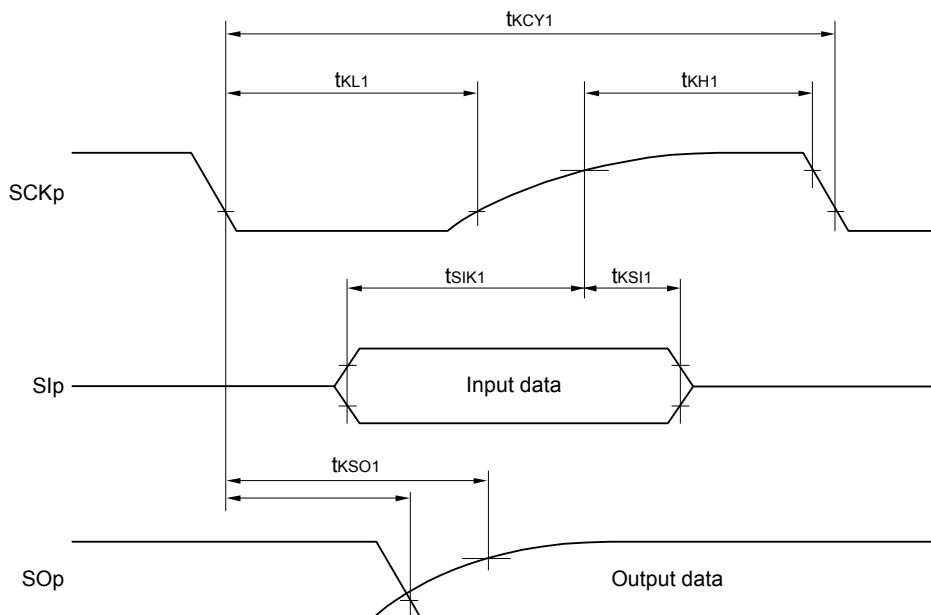 tKCY1
tKL1
tKH1
SCKp
tSIK1
tKSI1
SIp
Input data
tKSO1
SOp
Output data